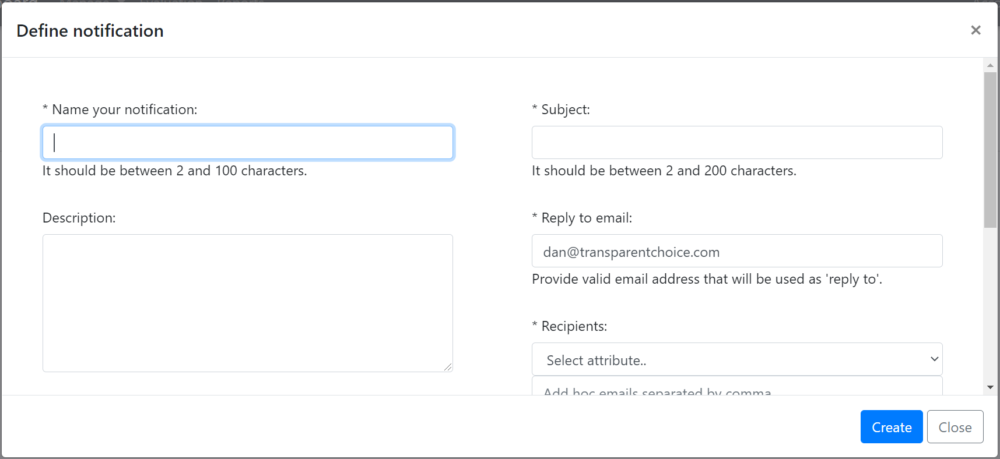 Define notification
×
* Name your notification:
It should be between 2 and 100 characters.
Description:
* Subject:
It should be between 2 and 200 characters.
* Reply to email:
dan@transparentchoice.com
Provide valid email address that will be used as 'reply to'.
* Recipients:
Select attribute..
Add hoc emails separated by comma
Create
Close